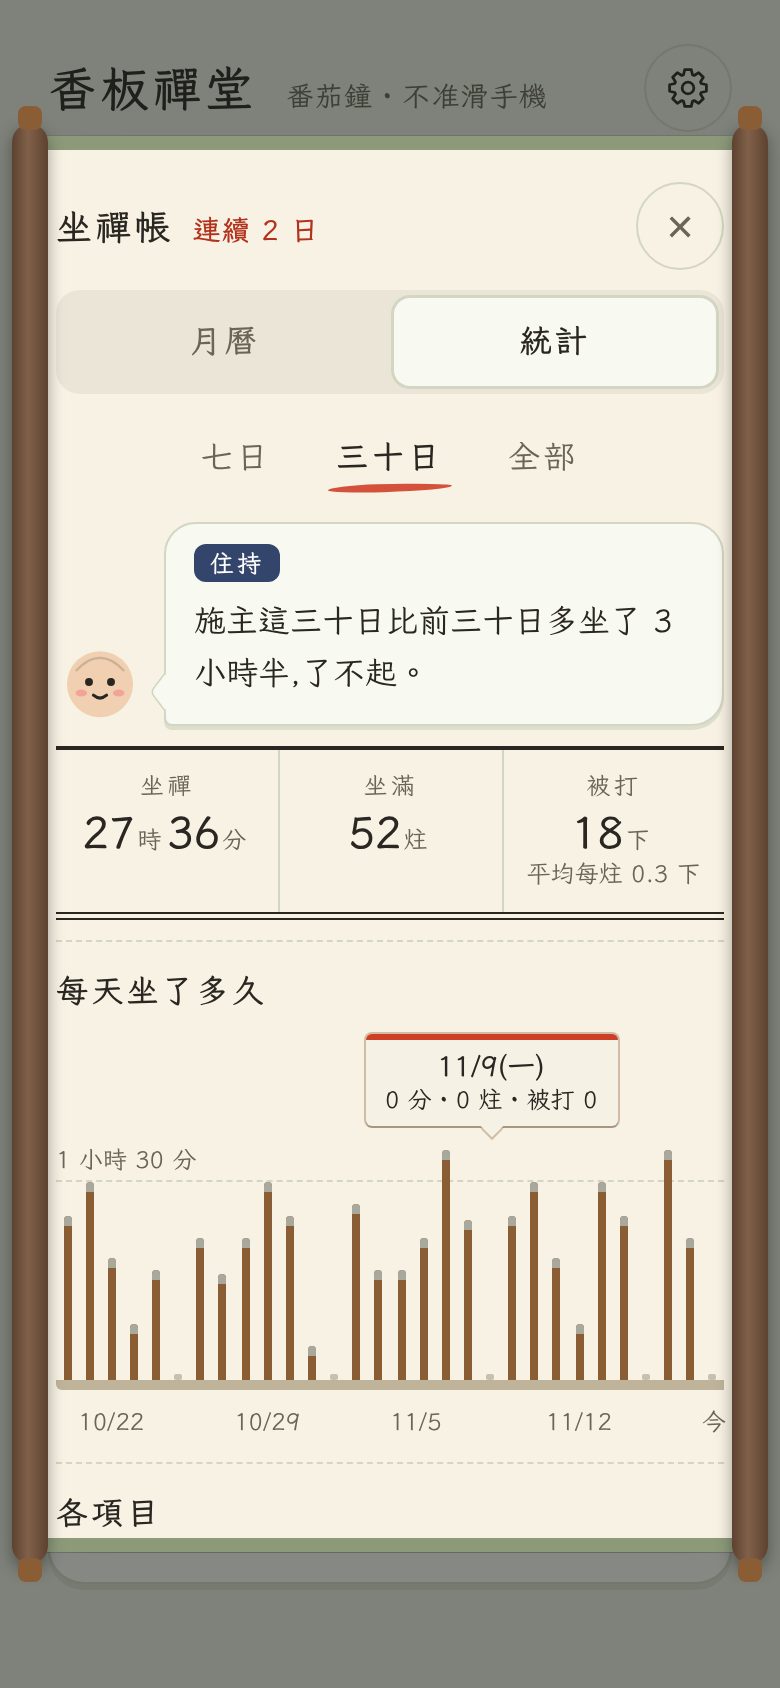 香板禪堂 番茄鐘・不准滑手機
坐禪帳 連續 2 日
月曆 統計
七日 三十日 全部
住持
施主這三十日比前三十日多坐了 3
小時半,了不起。
坐禪 坐滿 被打
27時36分 52炷 18下
平均每炷 0.3 下
每天坐了多久
11/9(一)
0 分・0 炷・被打 0
1 小時 30 分
10/22 10/29 11/5 11/12 今
各項目